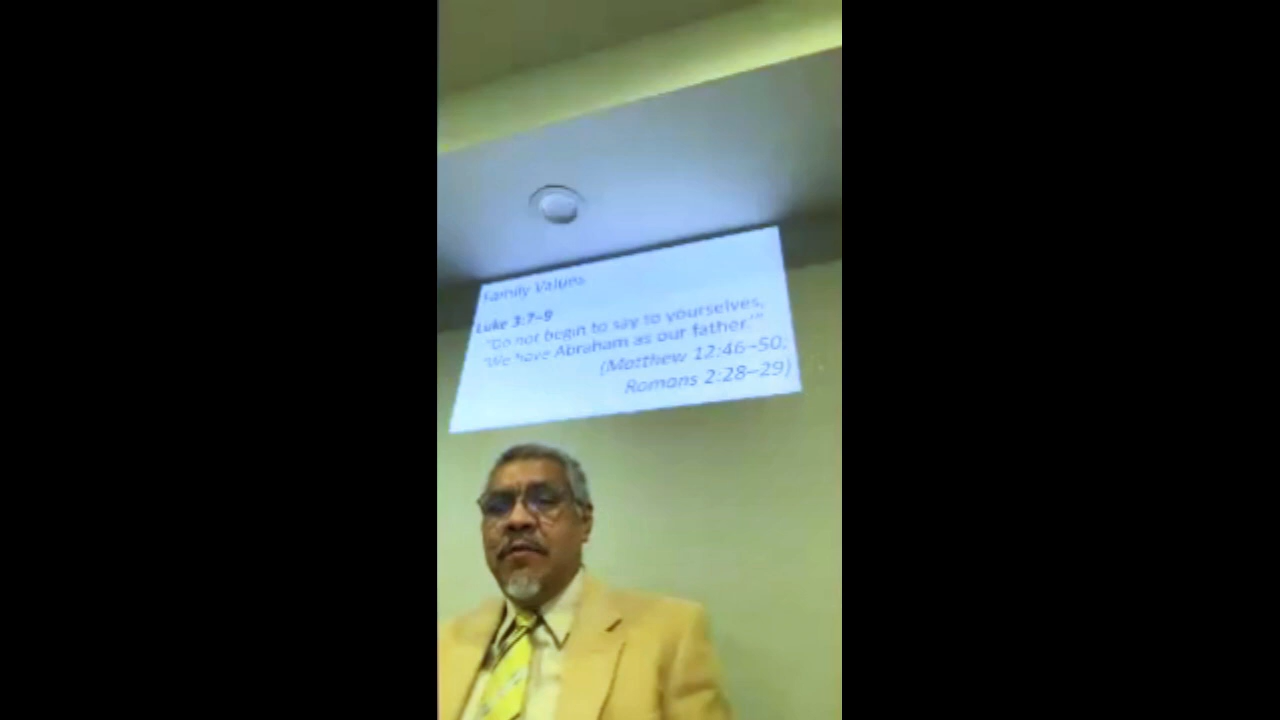 Family Values
Luke 3:7–9
"Do not begin to say to yourselves,
'We have Abraham as our father.'"
(Matthew 12:46–50;
Romans 2:28–29)